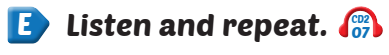 E Listen and repeat. CD2 07